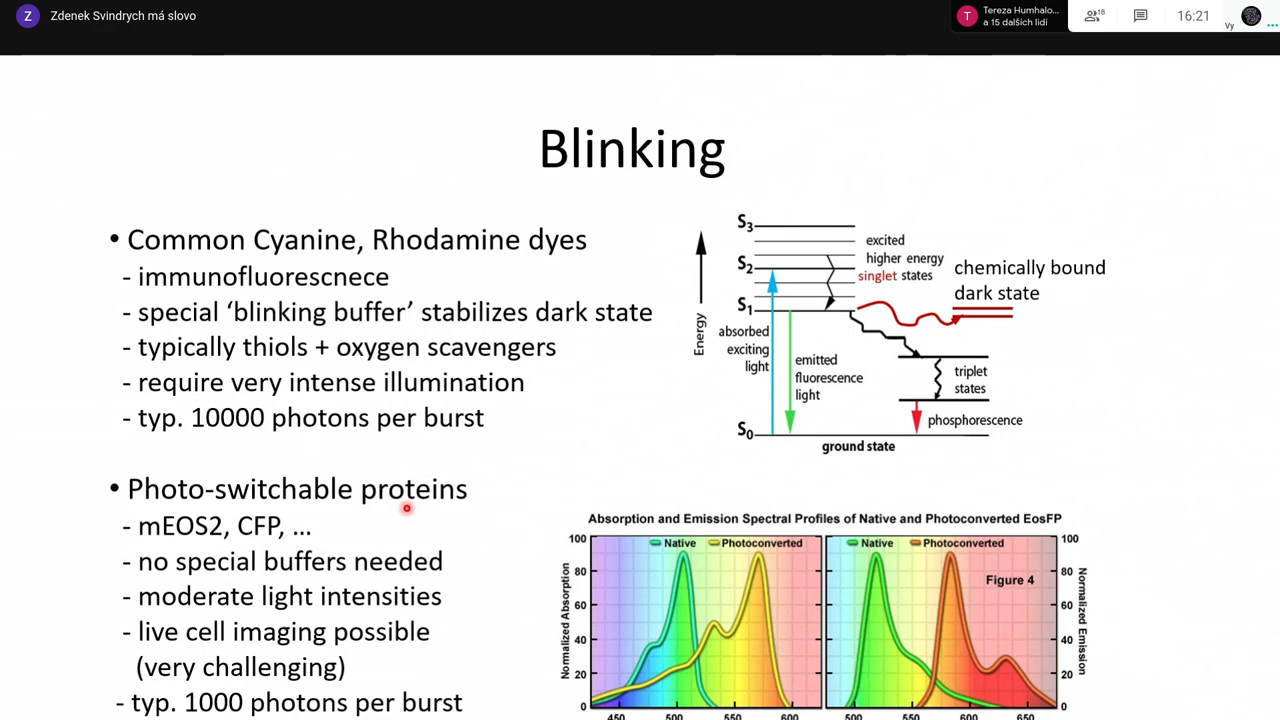 Z
Zdenek Svindrych má slovo
T
Tereza Humhalo...
a 15 dalších lidí
18
16:21
Vy
Blinking
• Common Cyanine, Rhodamine dyes
- immunofluorescnece
- special ‘blinking buffer’ stabilizes dark state
- typically thiols + oxygen scavengers
- require very intense illumination
- typ. 10000 photons per burst
• Photo-switchable proteins
- mEOS2, CFP, ...
- no special buffers needed
- moderate light intensities
- live cell imaging possible
(very challenging)
- typ. 1000 photons per burst
Energy
S3
S2
S1
S0
excited
higher energy
singlet states
chemically bound
dark state
absorbed
exciting
light
emitted
fluorescence
light
triplet
states
phosphorescence
ground state
Absorption and Emission Spectral Profiles of Native and Photoconverted EosFP
Normalized Absorption
100
80
60
40
20
0
Native Photoconverted
450 500 550 600
Native Photoconverted
Figure 4
500 550 600 650
100
80
60
40
20
0
Normalized Emission